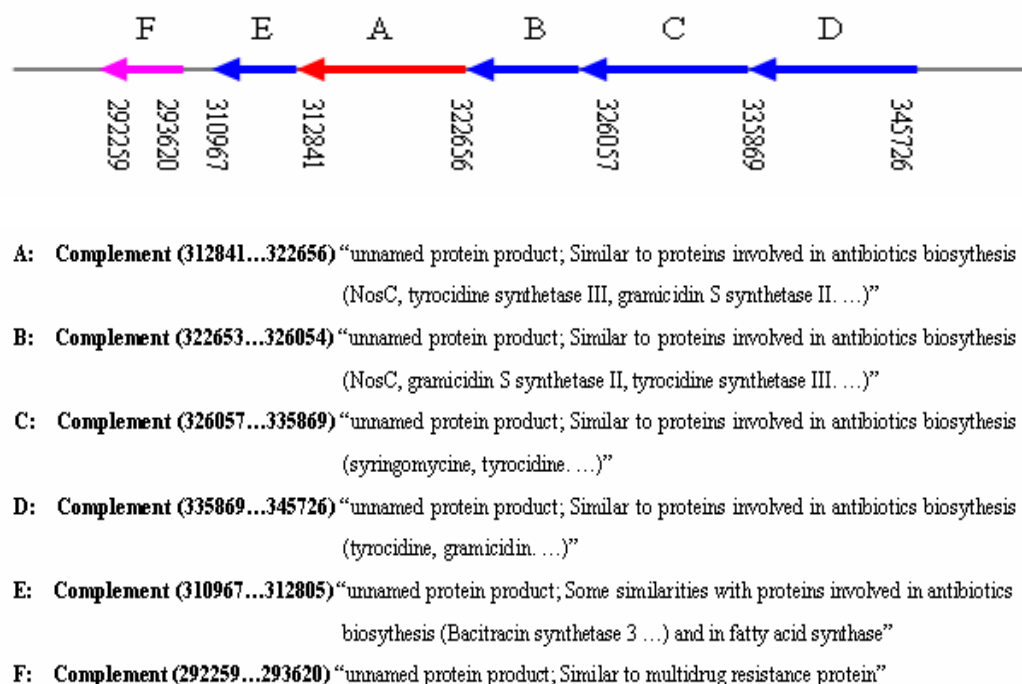 F E A B C D
292259 293620 310967 312841 322656 326057 335869 345726
A: Complement (312841...322656) “unnamed protein product; Similar to proteins involved in antibiotics biosythesis
(NosC, tyrocidine synthetase III, gramicidin S synthetase II. ...)”
B: Complement (322653...326054) “unnamed protein product; Similar to proteins involved in antibiotics biosythesis
(NosC, gramicidin S synthetase II, tyrocidine synthetase III. ...)”
C: Complement (326057...335869) “unnamed protein product; Similar to proteins involved in antibiotics biosythesis
(syringomycine, tyrocidine. ...)”
D: Complement (335869...345726) “unnamed protein product; Similar to proteins involved in antibiotics biosythesis
(tyrocidine, gramicidin. ...)”
E: Complement (310967...312805) “unnamed protein product; Some similarities with proteins involved in antibiotics
biosythesis (Bacitracin synthetase 3 ...) and in fatty acid synthase”
F: Complement (292259...293620) “unnamed protein product; Similar to multidrug resistance protein”